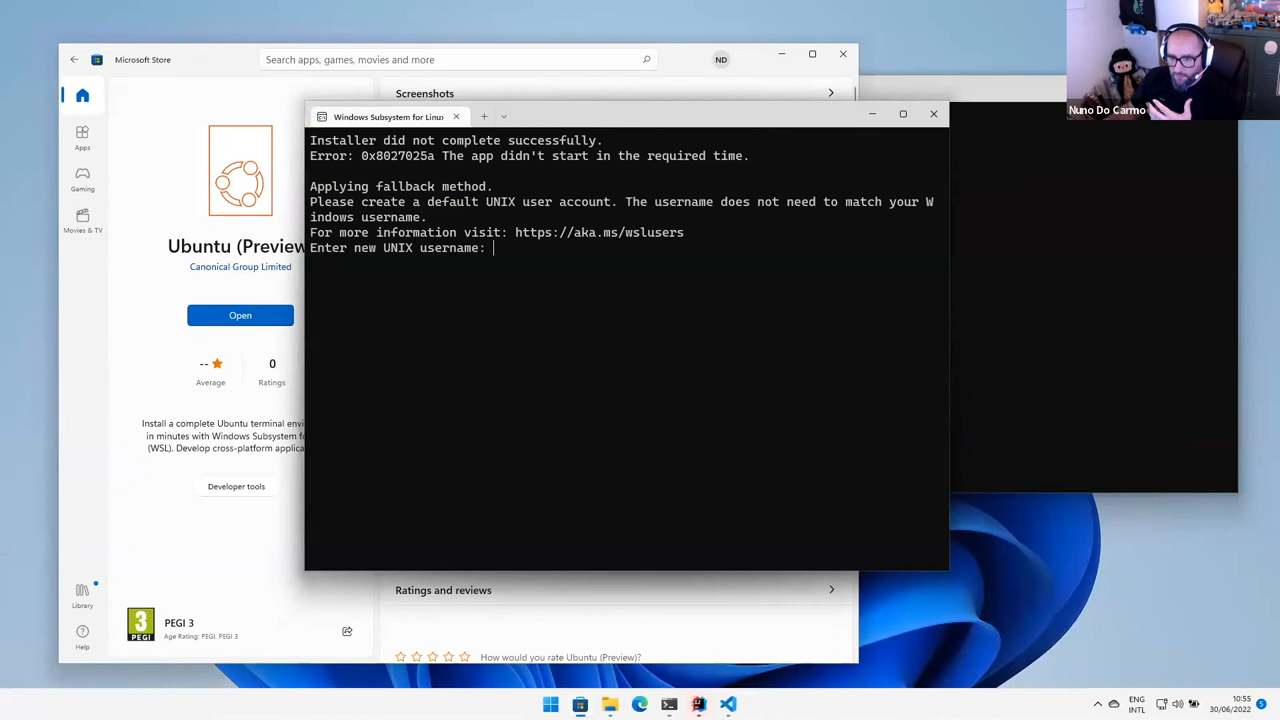 Microsoft Store
Search apps, games, movies and more
ND
Nuno Do Carmo
Screenshots
Windows Subsystem for Linux
Installer did not complete successfully.
Error: 0x8027025a The app didn't start in the required time.
Applying fallback method.
Please create a default UNIX user account. The username does not need to match your W
indows username.
For more information visit: https://aka.ms/wslusers
Enter new UNIX username:
Apps
Gaming
Movies & TV
Library
Help
Ubuntu (Preview
Canonical Group Limited
Open
--
0
Average
Ratings
Install a complete Ubuntu terminal envi
in minutes with Windows Subsystem fo
(WSL). Develop cross-platform applica
Developer tools
3
PEGI
PEGI 3
Age Rating: PEGI. PEGI 3
Ratings and reviews
How would you rate Ubuntu (Preview)?
ENG
INTL
10:55
30/06/2022
5